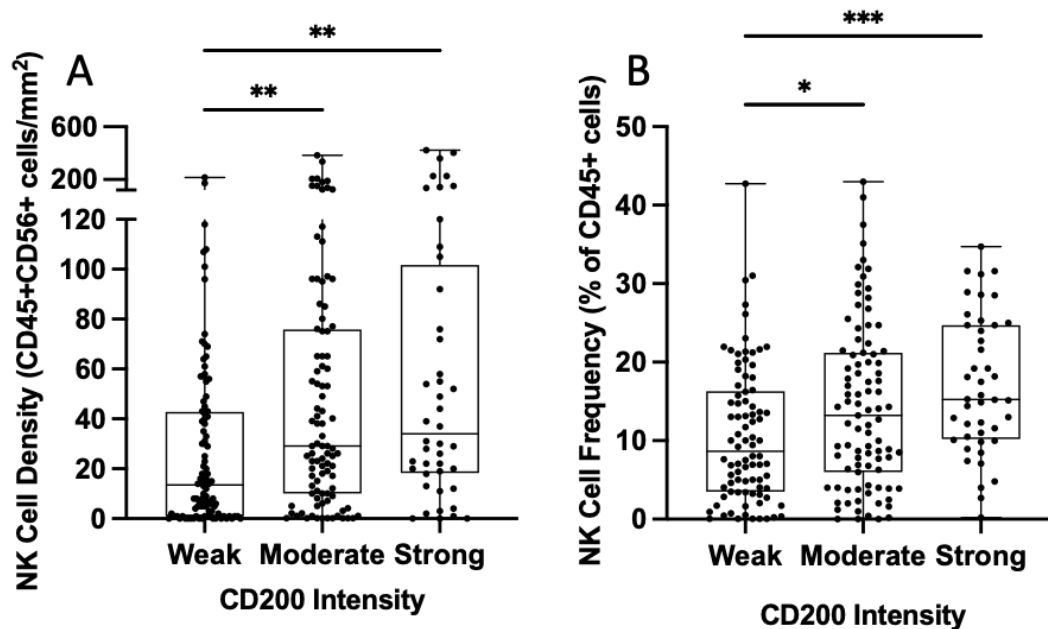 A
**
**
NK Cell Density (CD45+CD56+ cells/mm²)
600
200
120
100
80
60
40
20
0
Weak Moderate Strong
CD200 Intensity
B
***
*
NK Cell Frequency (% of CD45+ cells)
50
40
30
20
10
0
Weak Moderate Strong
CD200 Intensity